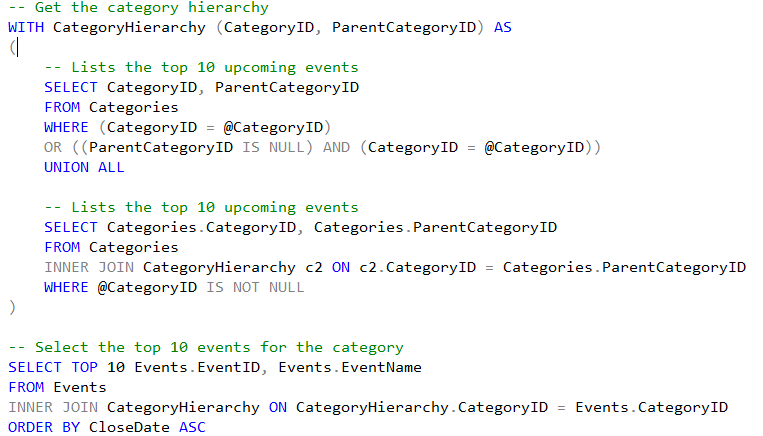 -- Get the category hierarchy
WITH CategoryHierarchy (CategoryID, ParentCategoryID) AS
(
    -- Lists the top 10 upcoming events
    SELECT CategoryID, ParentCategoryID
    FROM Categories
    WHERE (CategoryID = @CategoryID)
    OR ((ParentCategoryID IS NULL) AND (CategoryID = @CategoryID))
    UNION ALL

    -- Lists the top 10 upcoming events
    SELECT Categories.CategoryID, Categories.ParentCategoryID
    FROM Categories
    INNER JOIN CategoryHierarchy c2 ON c2.CategoryID = Categories.ParentCategoryID
    WHERE @CategoryID IS NOT NULL
)

-- Select the top 10 events for the category
SELECT TOP 10 Events.EventID, Events.EventName
FROM Events
INNER JOIN CategoryHierarchy ON CategoryHierarchy.CategoryID = Events.CategoryID
ORDER BY CloseDate ASC